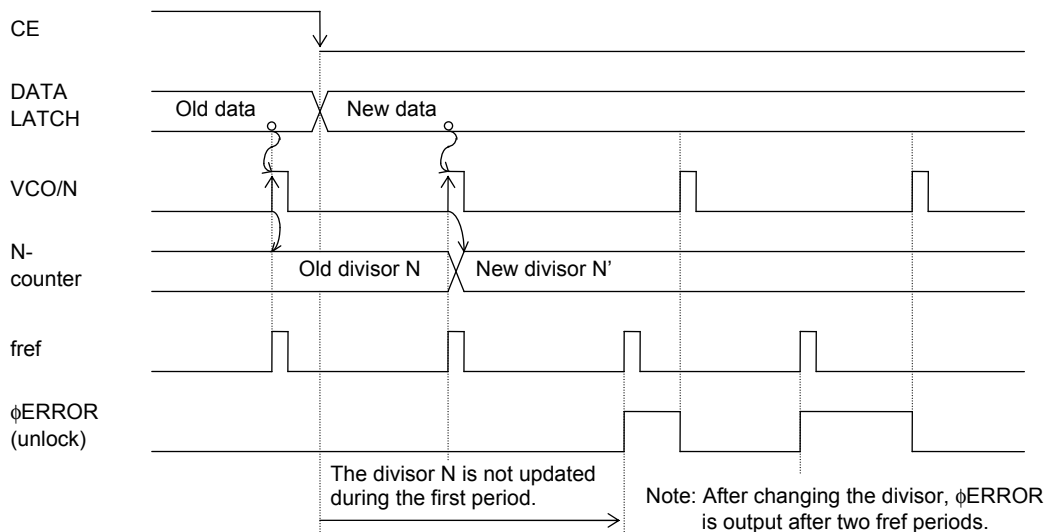 CE
DATA
LATCH
Old data
New data
VCO/N
N-
counter
Old divisor N
New divisor N'
fref
ϕERROR
(unlock)
The divisor N is not updated
during the first period.
Note: After changing the divisor, ϕERROR
is output after two fref periods.